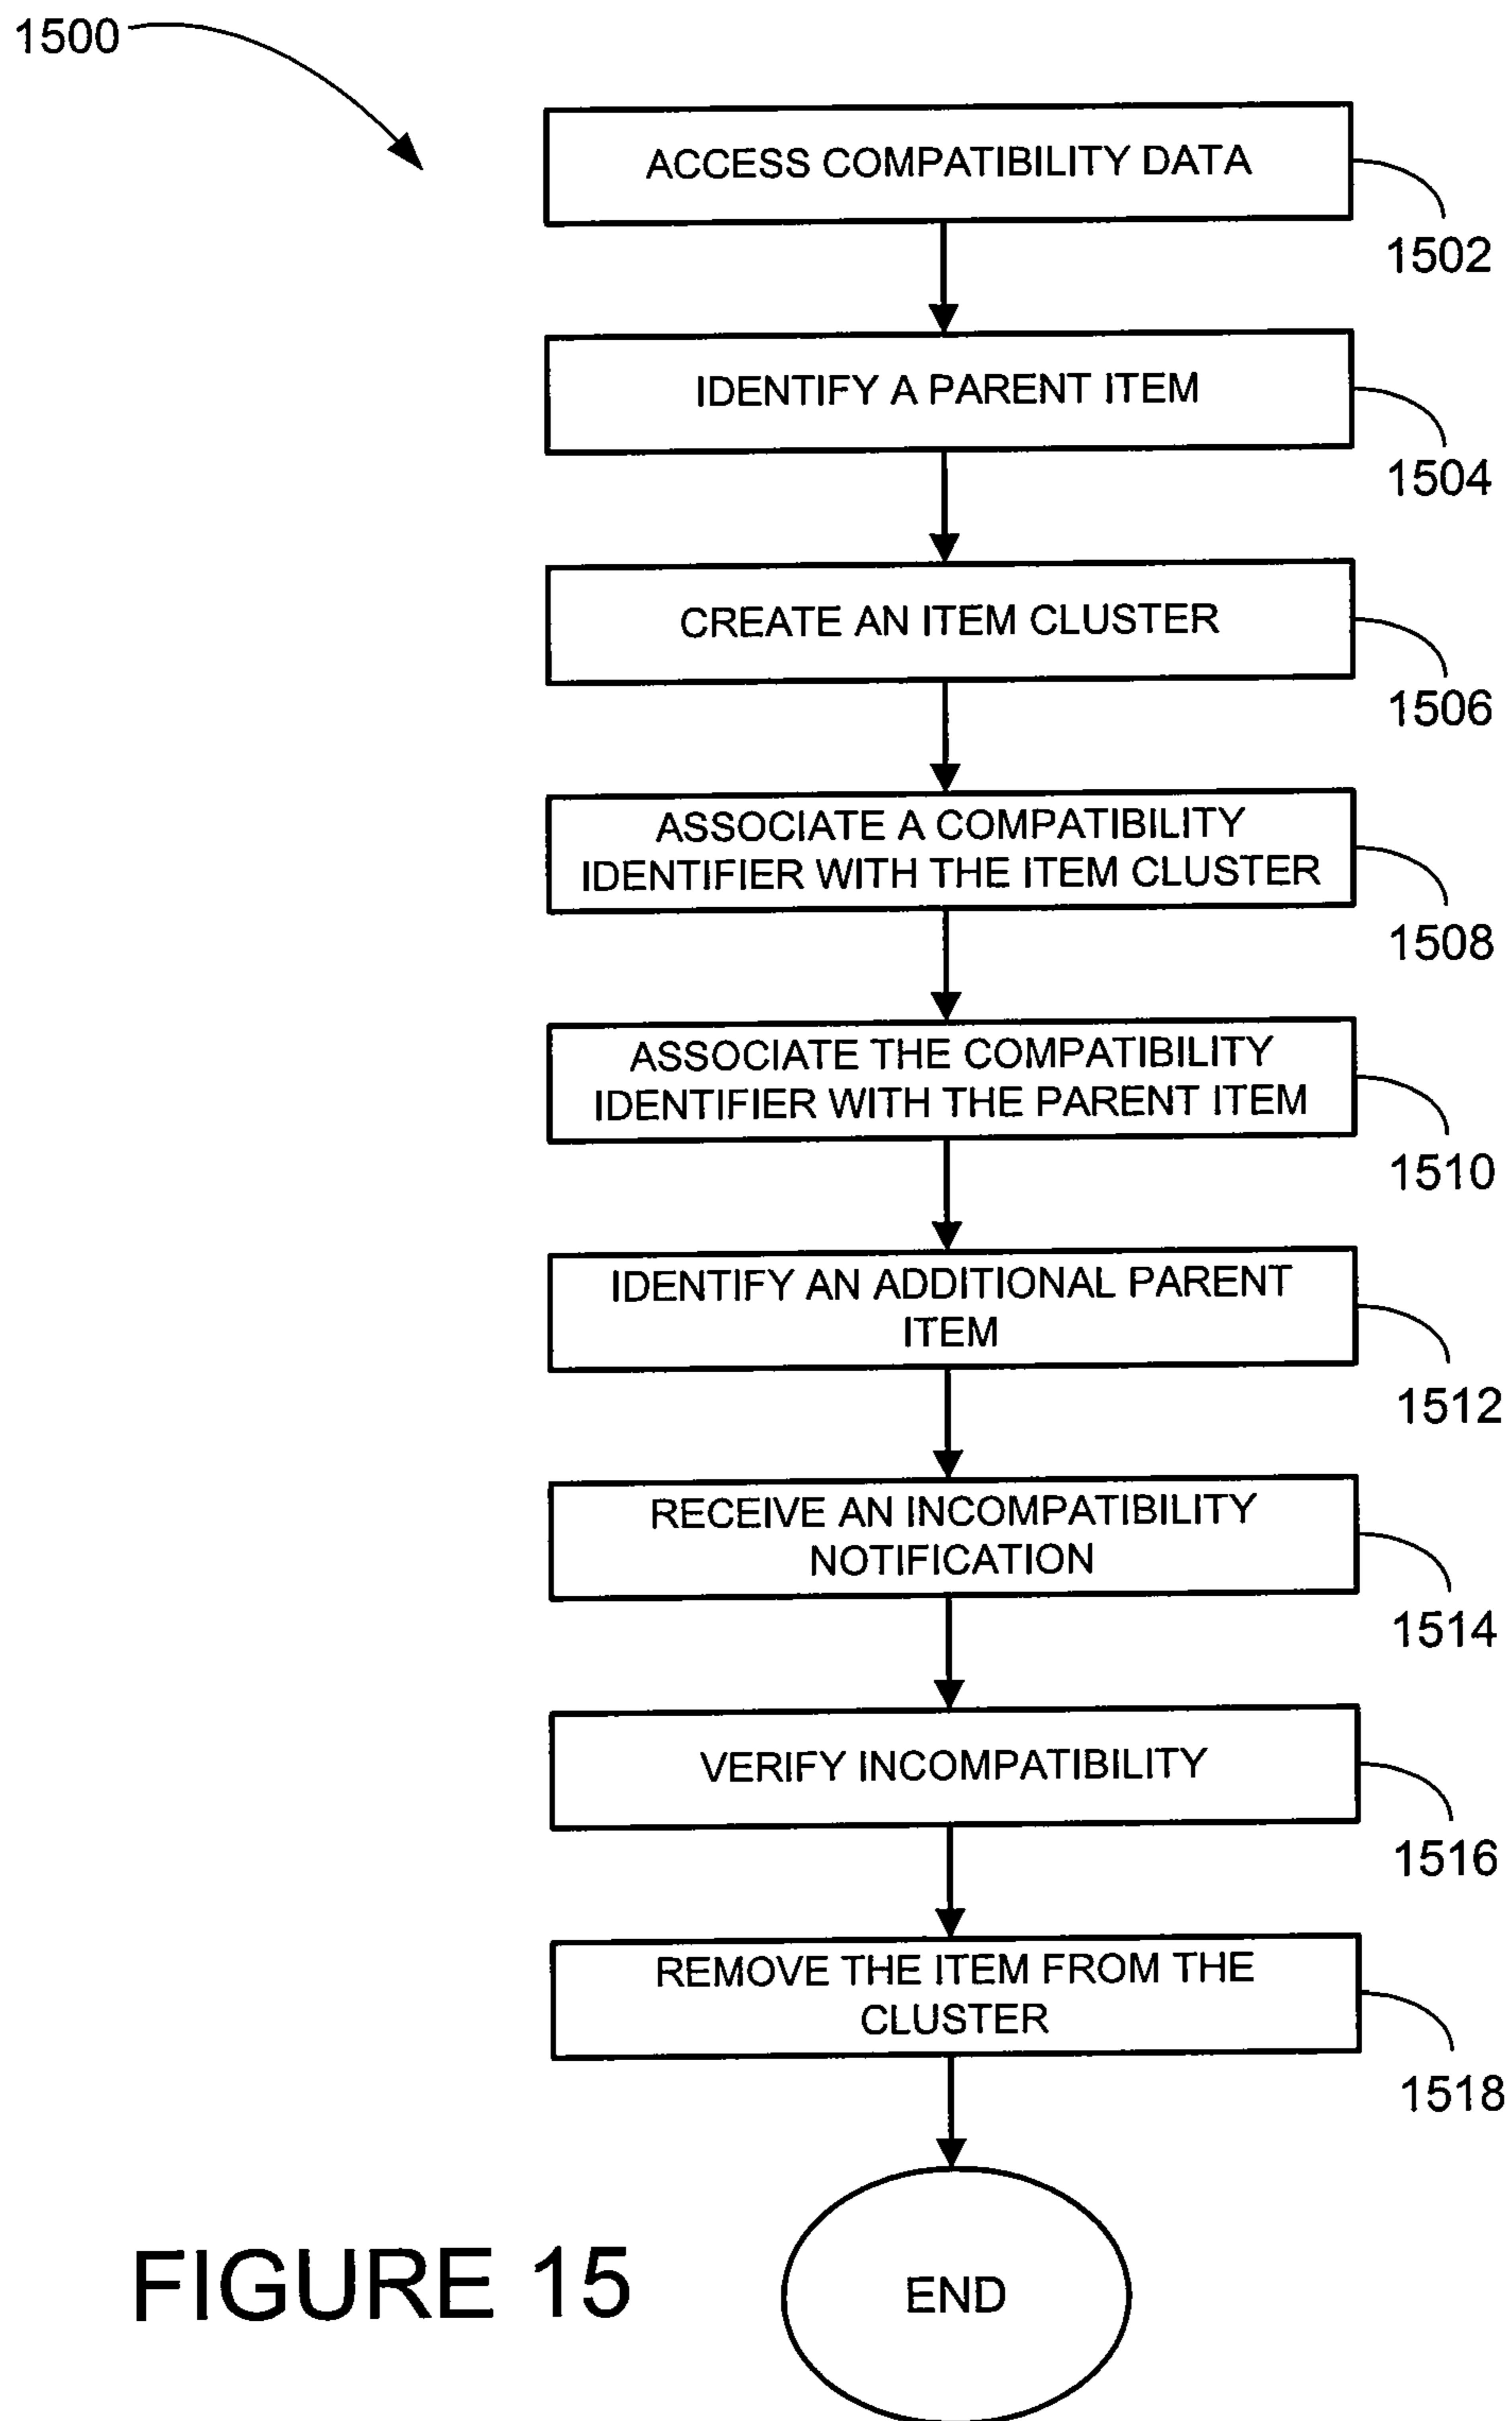 1500
ACCESS COMPATIBILITY DATA
1502
IDENTIFY A PARENT ITEM
1504
CREATE AN ITEM CLUSTER
1506
ASSOCIATE A COMPATIBILITY
IDENTIFIER WITH THE ITEM CLUSTER
1508
ASSOCIATE THE COMPATIBILITY
IDENTIFIER WITH THE PARENT ITEM
1510
IDENTIFY AN ADDITIONAL PARENT
ITEM
1512
RECEIVE AN INCOMPATIBILITY
NOTIFICATION
1514
VERIFY INCOMPATIBILITY
1516
REMOVE THE ITEM FROM THE
CLUSTER
1518
END
FIGURE 15